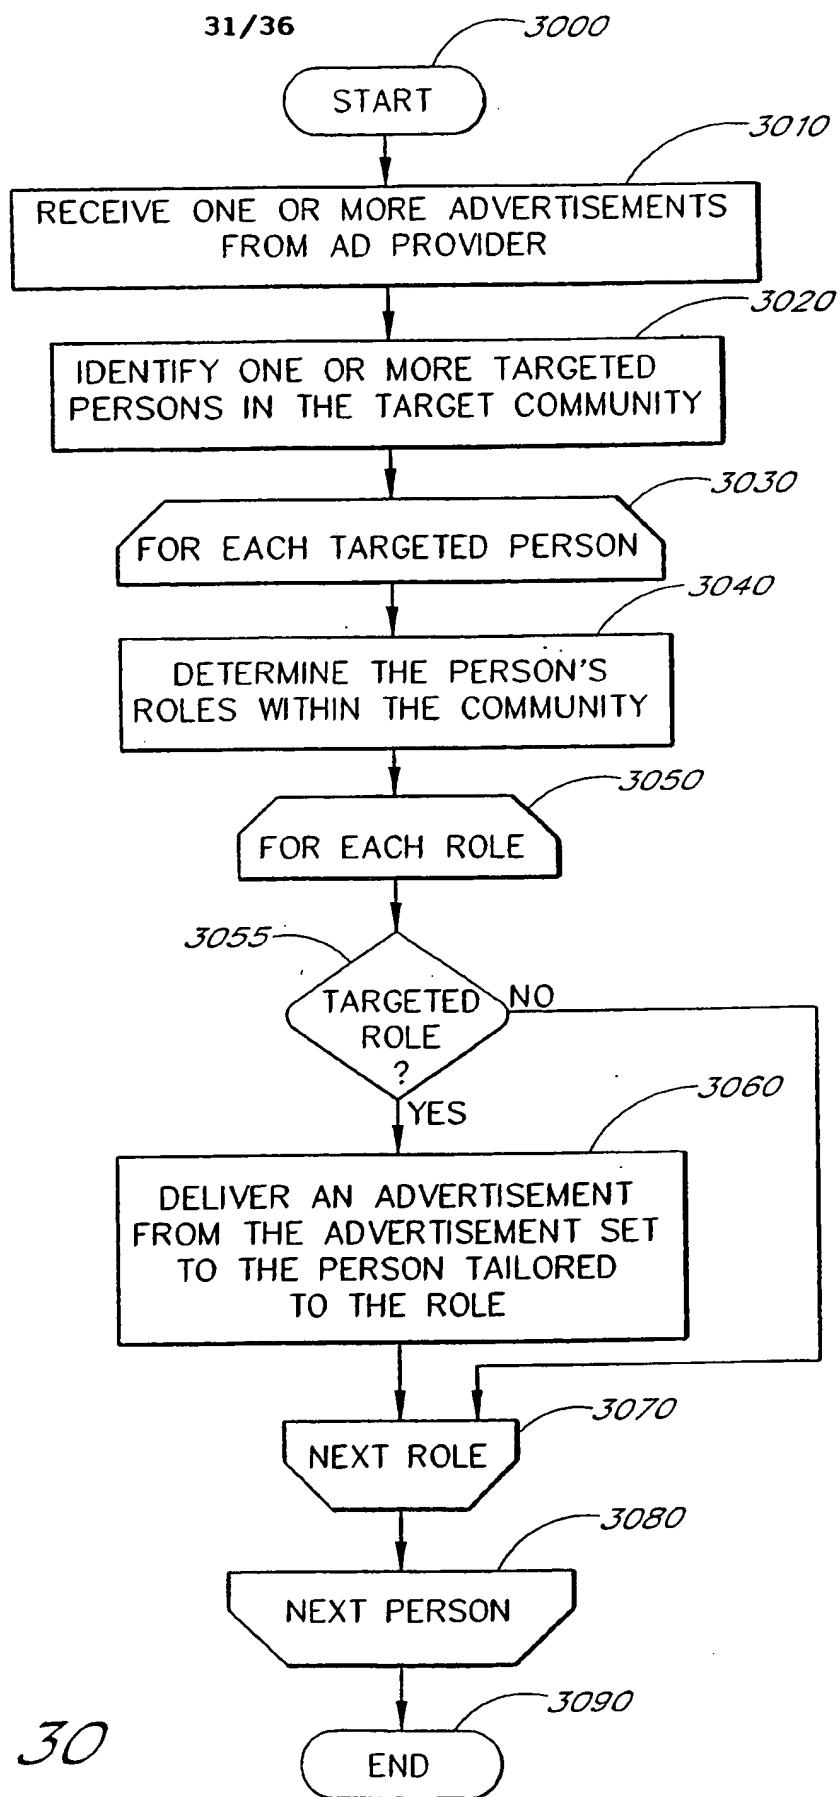 31/36
3000
START
3010
RECEIVE ONE OR MORE ADVERTISEMENTS
FROM AD PROVIDER
3020
IDENTIFY ONE OR MORE TARGETED
PERSONS IN THE TARGET COMMUNITY
3030
FOR EACH TARGETED PERSON
3040
DETERMINE THE PERSON'S
ROLES WITHIN THE COMMUNITY
3050
FOR EACH ROLE
3055
TARGETED
ROLE
?
NO
YES
3060
DELIVER AN ADVERTISEMENT
FROM THE ADVERTISEMENT SET
TO THE PERSON TAILORED
TO THE ROLE
3070
NEXT ROLE
3080
NEXT PERSON
3090
END
30